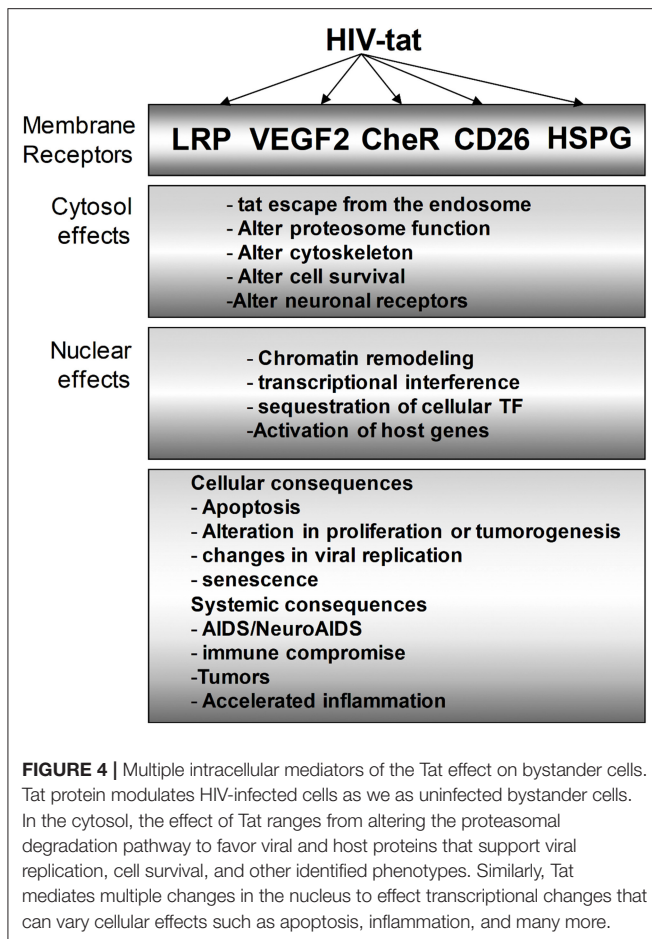 HIV-tat
Membrane
Receptors
LRP VEGF2 CheR CD26 HSPG
Cytosol
effects
- tat escape from the endosome
- Alter proteosome function
- Alter cytoskeleton
- Alter cell survival
-Alter neuronal receptors
Nuclear
effects
- Chromatin remodeling
- transcriptional interference
- sequestration of cellular TF
-Activation of host genes
Cellular consequences
- Apoptosis
- Alteration in proliferation or tumorogenesis
- changes in viral replication
- senescence
Systemic consequences
- AIDS/NeuroAIDS
- immune compromise
-Tumors
- Accelerated inflammation
FIGURE 4 | Multiple intracellular mediators of the Tat effect on bystander cells.
Tat protein modulates HIV-infected cells as we as uninfected bystander cells.
In the cytosol, the effect of Tat ranges from altering the proteasomal
degradation pathway to favor viral and host proteins that support viral
replication, cell survival, and other identified phenotypes. Similarly, Tat
mediates multiple changes in the nucleus to effect transcriptional changes that
can vary cellular effects such as apoptosis, inflammation, and many more.